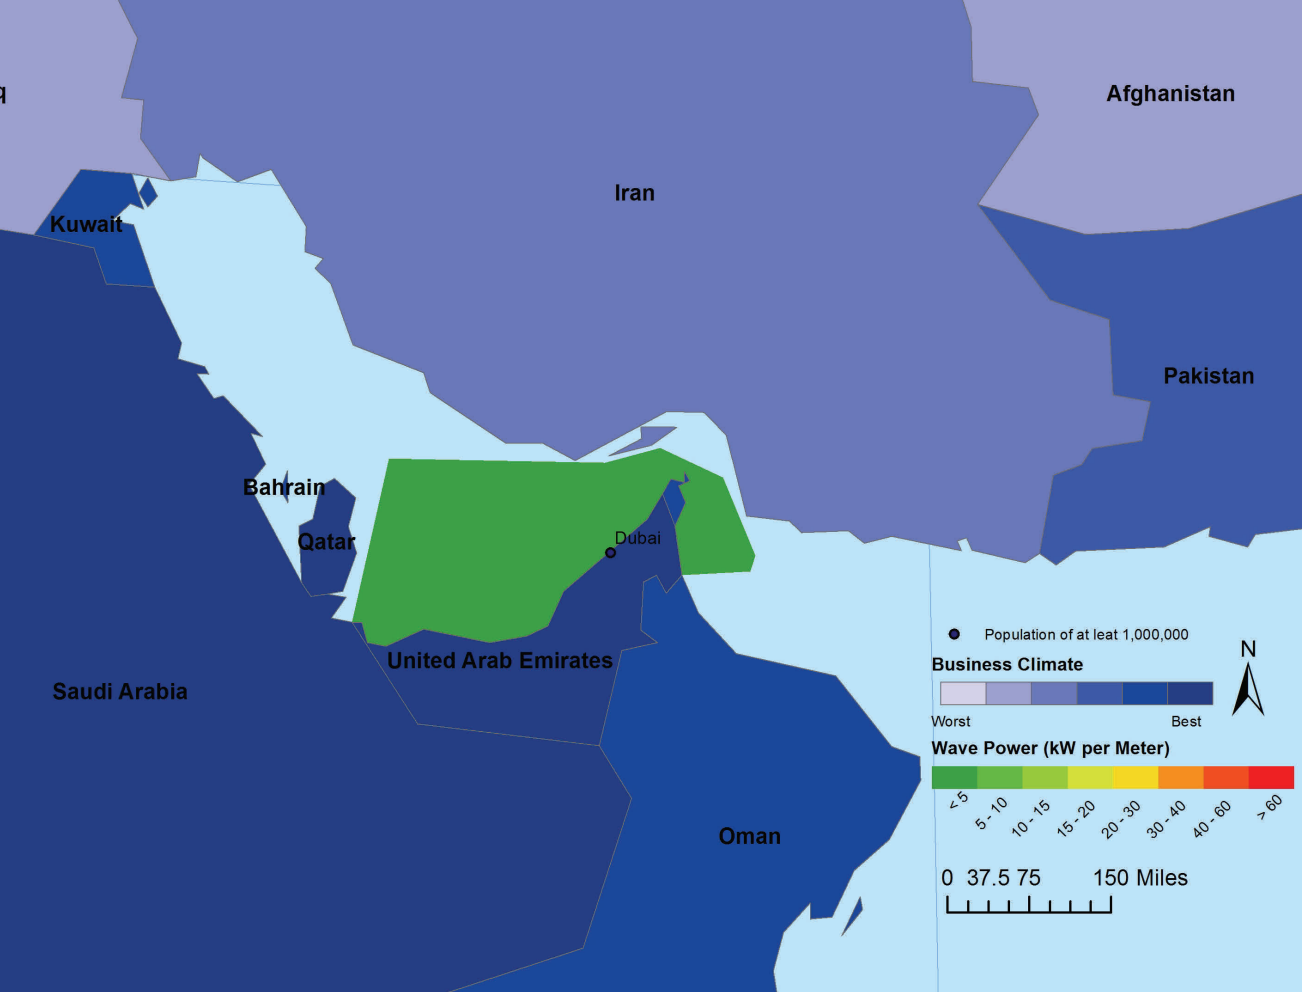 Afghanistan
q
Iran
Kuwait
Pakistan
Bahrain
Qatar
Dubai
United Arab Emirates
Saudi Arabia
Oman
Population of at leat 1,000,000
Business Climate
Worst Best
Wave Power (kW per Meter)
< 5 5 - 10 10 - 15 15 - 20 20 - 30 30 - 40 40 - 60 > 60
0 37.5 75 150 Miles
N